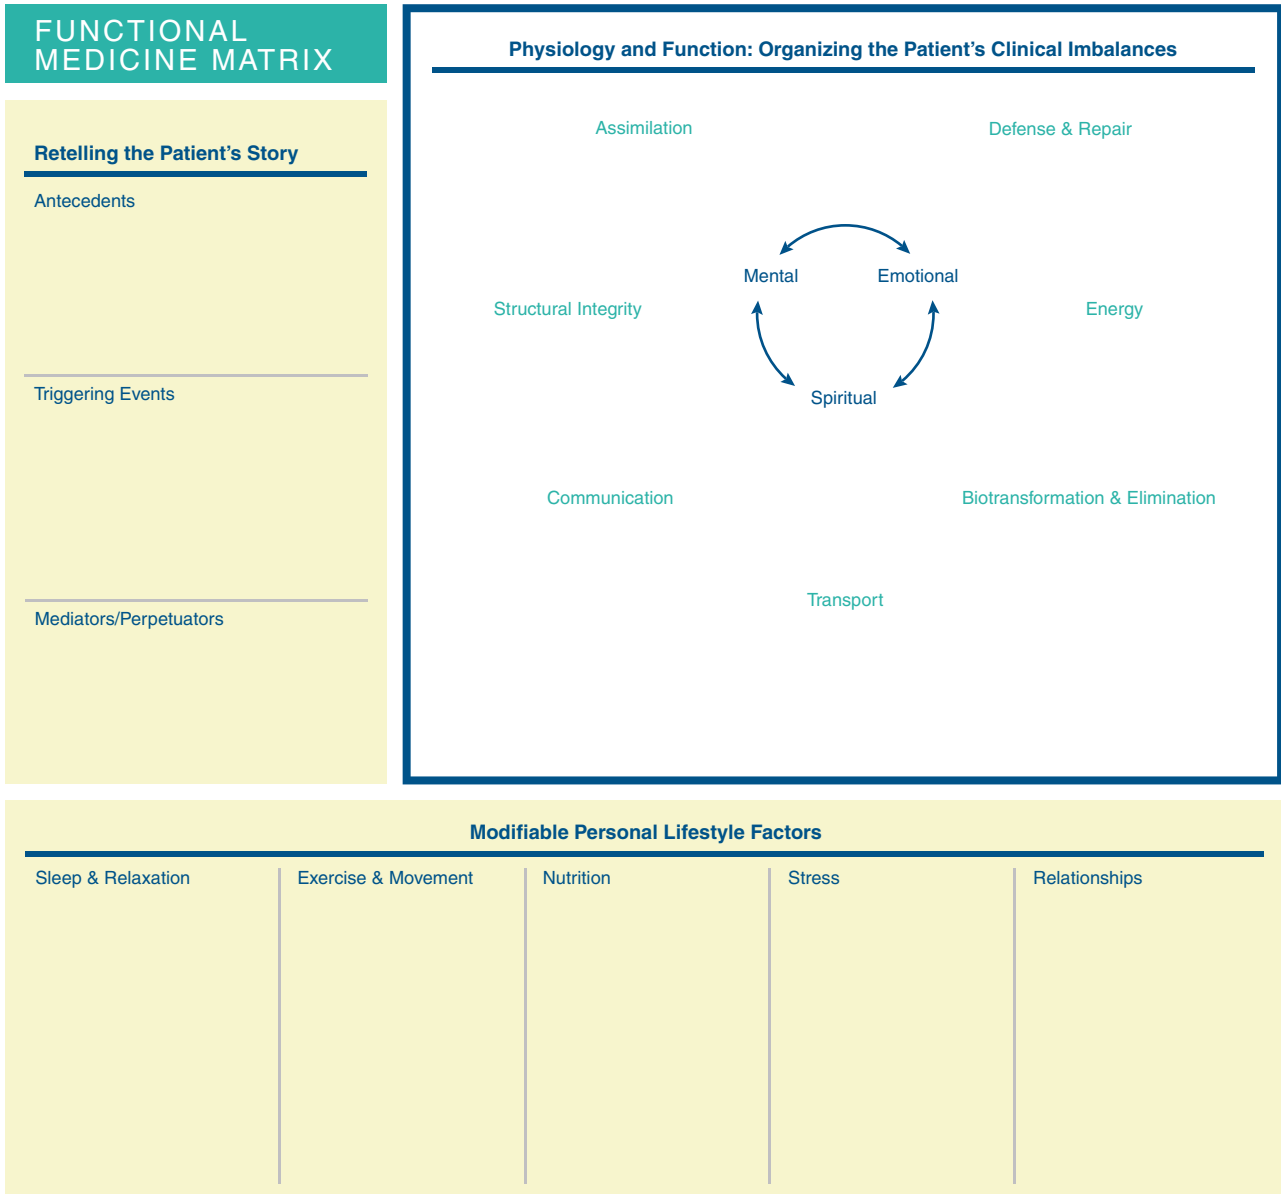 FUNCTIONAL
MEDICINE MATRIX
Retelling the Patient’s Story
Antecedents
Triggering Events
Mediators/Perpetuators
Physiology and Function: Organizing the Patient’s Clinical Imbalances
Assimilation
Defense & Repair
Mental
Emotional
Structural Integrity
Energy
Spiritual
Communication
Biotransformation & Elimination
Transport
Modifiable Personal Lifestyle Factors
Sleep & Relaxation
Exercise & Movement
Nutrition
Stress
Relationships